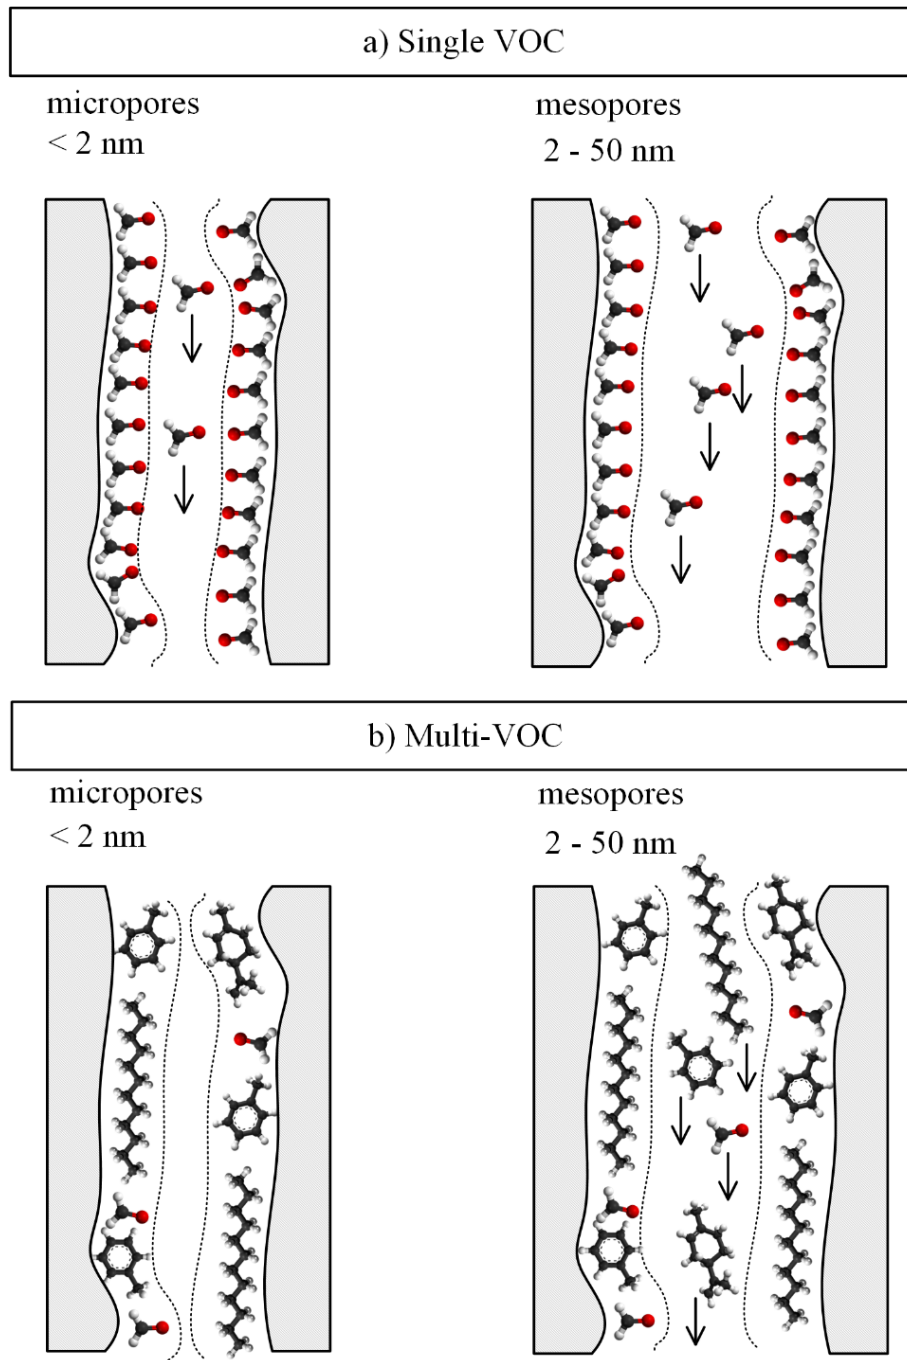 a) Single VOC
micropores
< 2 nm
mesopores
2 - 50 nm
b) Multi-VOC
micropores
< 2 nm
mesopores
2 - 50 nm